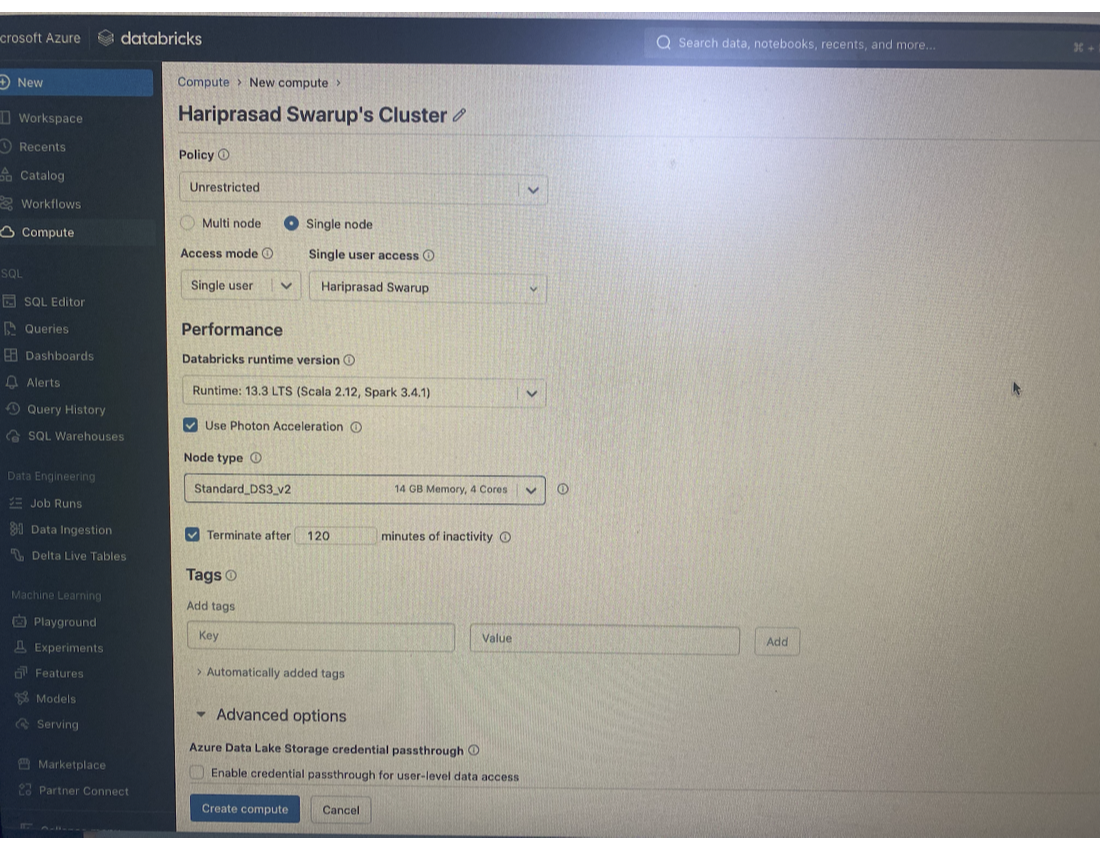 crosoft Azure databricks
Search data, notebooks, recents, and more...
⌘ +
New
Workspace
Recents
Catalog
Workflows
Compute
SQL
SQL Editor
Queries
Dashboards
Alerts
Query History
SQL Warehouses
Data Engineering
Job Runs
Data Ingestion
Delta Live Tables
Machine Learning
Playground
Experiments
Features
Models
Serving
Marketplace
Partner Connect
Compute > New compute >
Hariprasad Swarup's Cluster
Policy
Unrestricted
Multi node Single node
Access mode Single user access
Single user Hariprasad Swarup
Performance
Databricks runtime version
Runtime: 13.3 LTS (Scala 2.12, Spark 3.4.1)
Use Photon Acceleration
Node type
Standard_DS3_v2 14 GB Memory, 4 Cores
Terminate after 120 minutes of inactivity
Tags
Add tags
Key Value Add
> Automatically added tags
Advanced options
Azure Data Lake Storage credential passthrough
Enable credential passthrough for user-level data access
Create compute Cancel